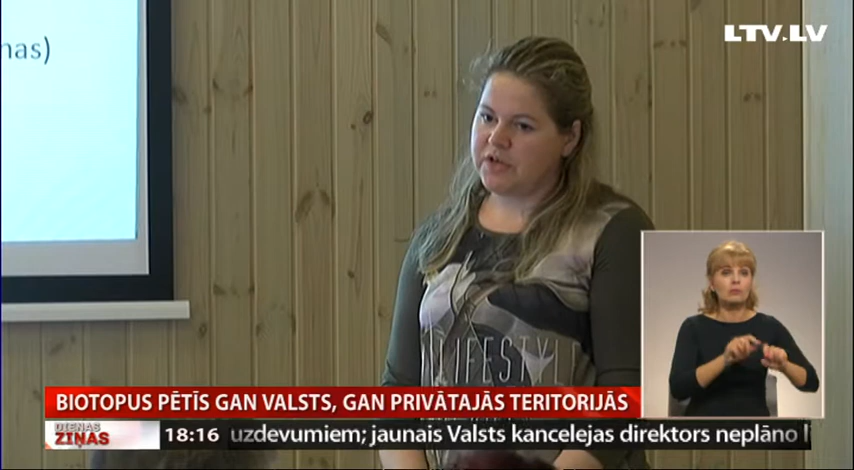 LTV.LV
nas)
LIFESTYLE
BIOTOPUS PĒTĪS GAN VALSTS, GAN PRIVĀTAJĀS TERITORIJĀS
DIENAS
ZIŅAS
18:16 uzdevumiem; jaunais Valsts kancelejas direktors neplāno l